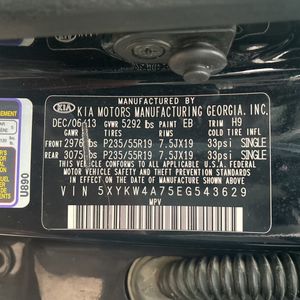 MANUFACTURED BY
KIA KIA MOTORS MANUFACTURING GEORGIA, INC.
DEC/06/13 GVWR 5292 lbs PAINT EB TRIM H9
GAWR lbs TIRES RIMS COLD TIRE INFL
FRONT 2976 lbs P235/55R19 7.5JX19 33psi SINGLE
REAR 3075 lbs P235/55R19 7.5JX19 33psi SINGLE
THIS VEHICLE CONFORMS TO ALL APPLICABLE U.S.
FEDERAL MOTOR VEHICLE SAFETY AND THEFT
PREVENTION STANDARDS IN EFFECT ON THE DATE OF
MANUFACTURE SHOWN ABOVE.
VIN 5XYKW4A75EG543629
MPV
U890